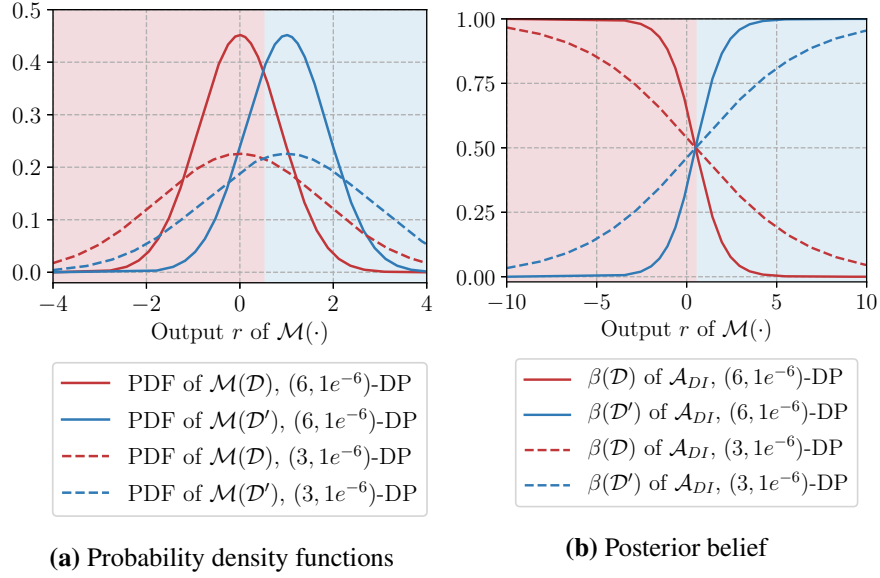 0.5
0.4
0.3
0.2
0.1
0.0
−4 −2 0 2 4
Output r of M(·)
PDF of M(D), (6, 1e⁻⁶)-DP
PDF of M(D′), (6, 1e⁻⁶)-DP
PDF of M(D), (3, 1e⁻⁶)-DP
PDF of M(D′), (3, 1e⁻⁶)-DP
(a) Probability density functions
1.00
0.75
0.50
0.25
0.00
−10 −5 0 5 10
Output r of M(·)
β(D) of A_DI, (6, 1e⁻⁶)-DP
β(D′) of A_DI, (6, 1e⁻⁶)-DP
β(D) of A_DI, (3, 1e⁻⁶)-DP
β(D′) of A_DI, (3, 1e⁻⁶)-DP
(b) Posterior belief